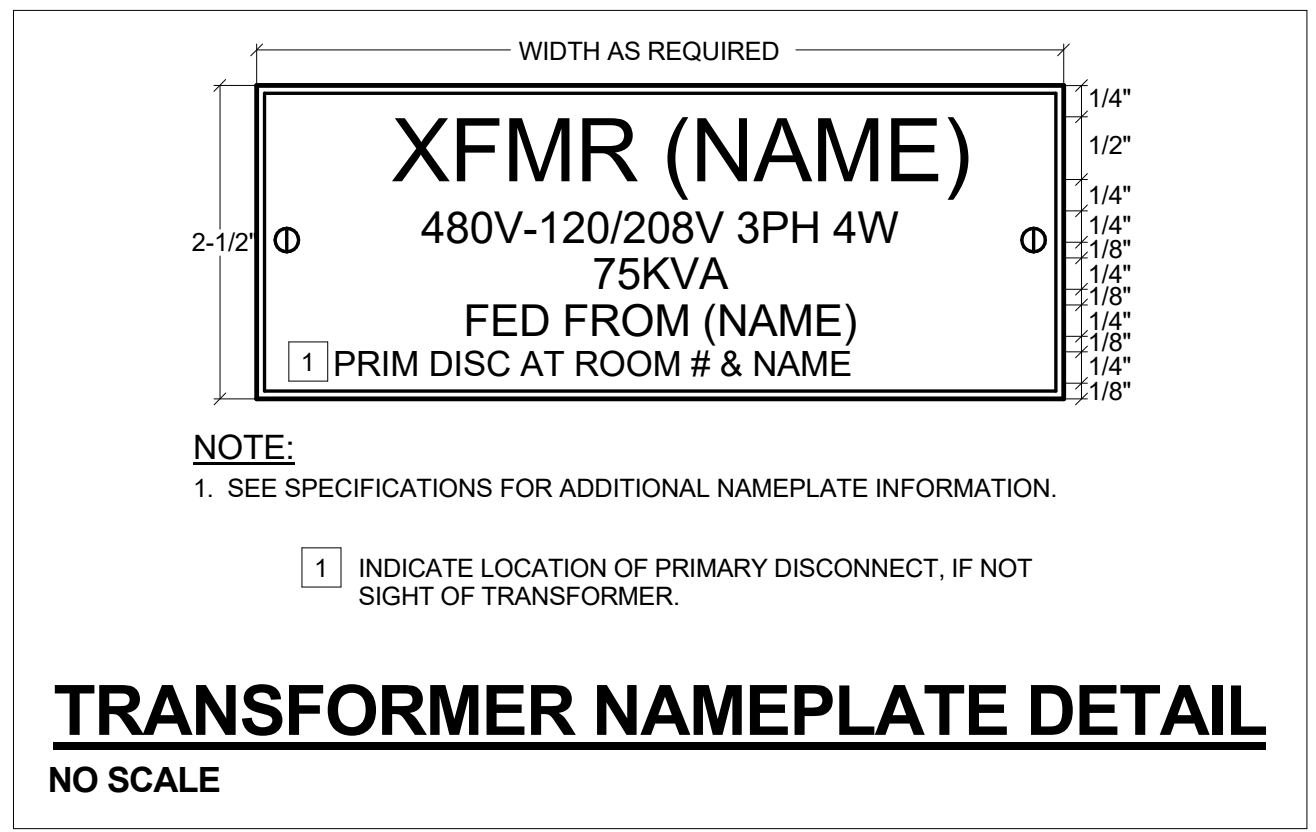 WIDTH AS REQUIRED
1/4"
XFMR (NAME)
1/2"
1/4"
480V-120/208V 3PH 4W
1/4"
2-1/2"
1/8"
75KVA
1/4"
1/8"
FED FROM (NAME)
1/4"
1/8"
1 PRIM DISC AT ROOM # & NAME
1/4"
1/8"
NOTE:
1. SEE SPECIFICATIONS FOR ADDITIONAL NAMEPLATE INFORMATION.
1 INDICATE LOCATION OF PRIMARY DISCONNECT, IF NOT
SIGHT OF TRANSFORMER.
TRANSFORMER NAMEPLATE DETAIL
NO SCALE